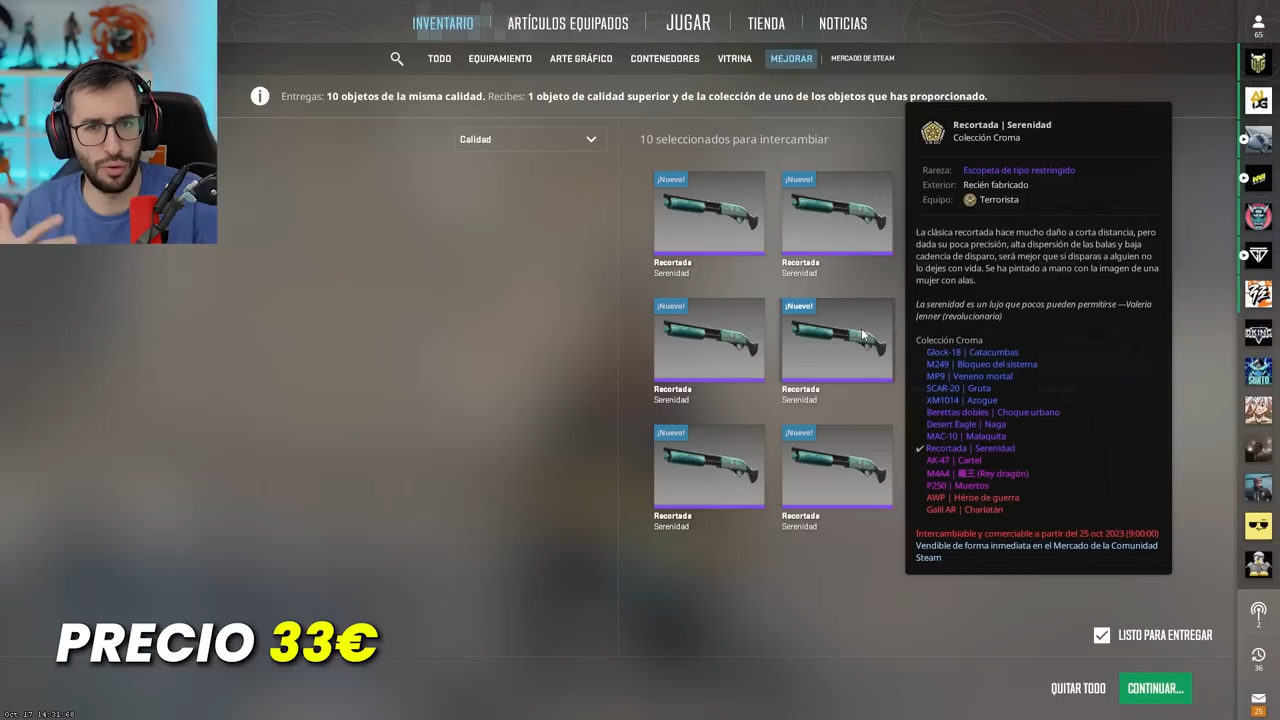 INVENTARIO
ARTÍCULOS EQUIPADOS
JUGAR
TIENDA
NOTICIAS
65
TODO
EQUIPAMIENTO
ARTE GRÁFICO
CONTENEDORES
VITRINA
MEJORAR
MERCADO DE STEAM
Entregas: 10 objetos de la misma calidad. Recibes: 1 objeto de calidad superior y de la colección de uno de los objetos que has proporcionado.
Calidad
10 seleccionados para intercambiar
¡Nuevo!
¡Nuevo!
Recortada
Serenidad
Recortada
Serenidad
¡Nuevo!
¡Nuevo!
Recortada
Serenidad
Recortada
Serenidad
¡Nuevo!
¡Nuevo!
Recortada
Serenidad
Recortada
Serenidad
Recortada | Serenidad
Colección Croma
Rareza: Escopeta de tipo restringido
Exterior: Recién fabricado
Equipo: Terrorista
La clásica recortada hace mucho daño a corta distancia, pero
dada su poca precisión, alta dispersión de las balas y baja
cadencia de disparo, será mejor que si disparas a alguien no
lo dejes con vida. Se ha pintado a mano con la imagen de una
mujer con alas.
La serenidad es un lujo que pocos pueden permitirse —Valeria
Jenner (revolucionaria)
Colección Croma
Glock-18 | Catacumbas
M249 | Bloqueo del sistema
MP9 | Veneno mortal
SCAR-20 | Gruta
XM1014 | Azogue
Berettas dobles | Choque urbano
Desert Eagle | Naga
MAC-10 | Malaquita
✔ Recortada | Serenidad
AK-47 | Cartel
M4A4 | 龍王 (Rey dragón)
P250 | Muertos
AWP | Héroe de guerra
Galil AR | Charlatán
Intercambiable y comerciable a partir del 25 oct 2023 (9:00:00)
Vendible de forma inmediata en el Mercado de la Comunidad
Steam
PRECIO 33€
LISTO PARA ENTREGAR
QUITAR TODO
CONTINUAR...
2
36
25
Oct 17 14:31:68